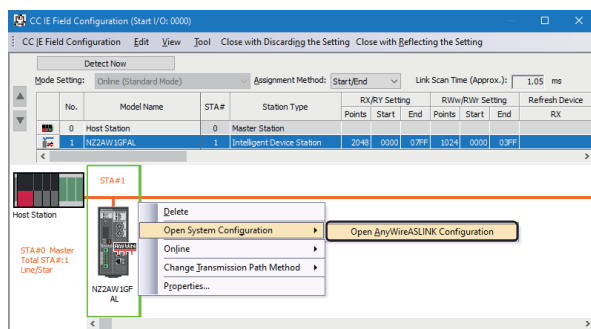 CC IE Field Configuration (Start I/O: 0000)
CC IE Field Configuration Edit View Tool Close with Discarding the Setting Close with Reflecting the Setting
Detect Now
Mode Setting: Online (Standard Mode) Assignment Method: Start/End Link Scan Time (Approx.): 1.05 ms
No. Model Name STA# Station Type RX/RY Setting RWw/RWr Setting Refresh Device
Points Start End Points Start End RX
0 Host Station 0 Master Station
1 NZ2AW1GFAL 1 Intelligent Device Station 2048 0000 07FF 1024 0000 03FF
STA#1
Host Station
STA#0 Master
Total STA#:1
Line/Star
AnyWire
NZ2AW1GF
AL
Delete
Open System Configuration
Open AnyWireASLINK Configuration
Online
Change Transmission Path Method
Properties...